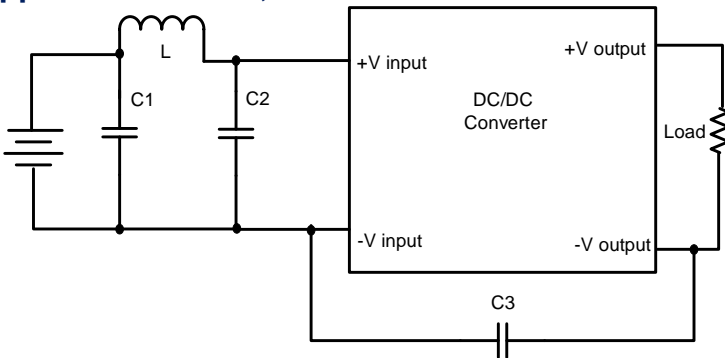 L
C1
C2
C3
+V input
-V input
DC/DC
Converter
+V output
-V output
Load